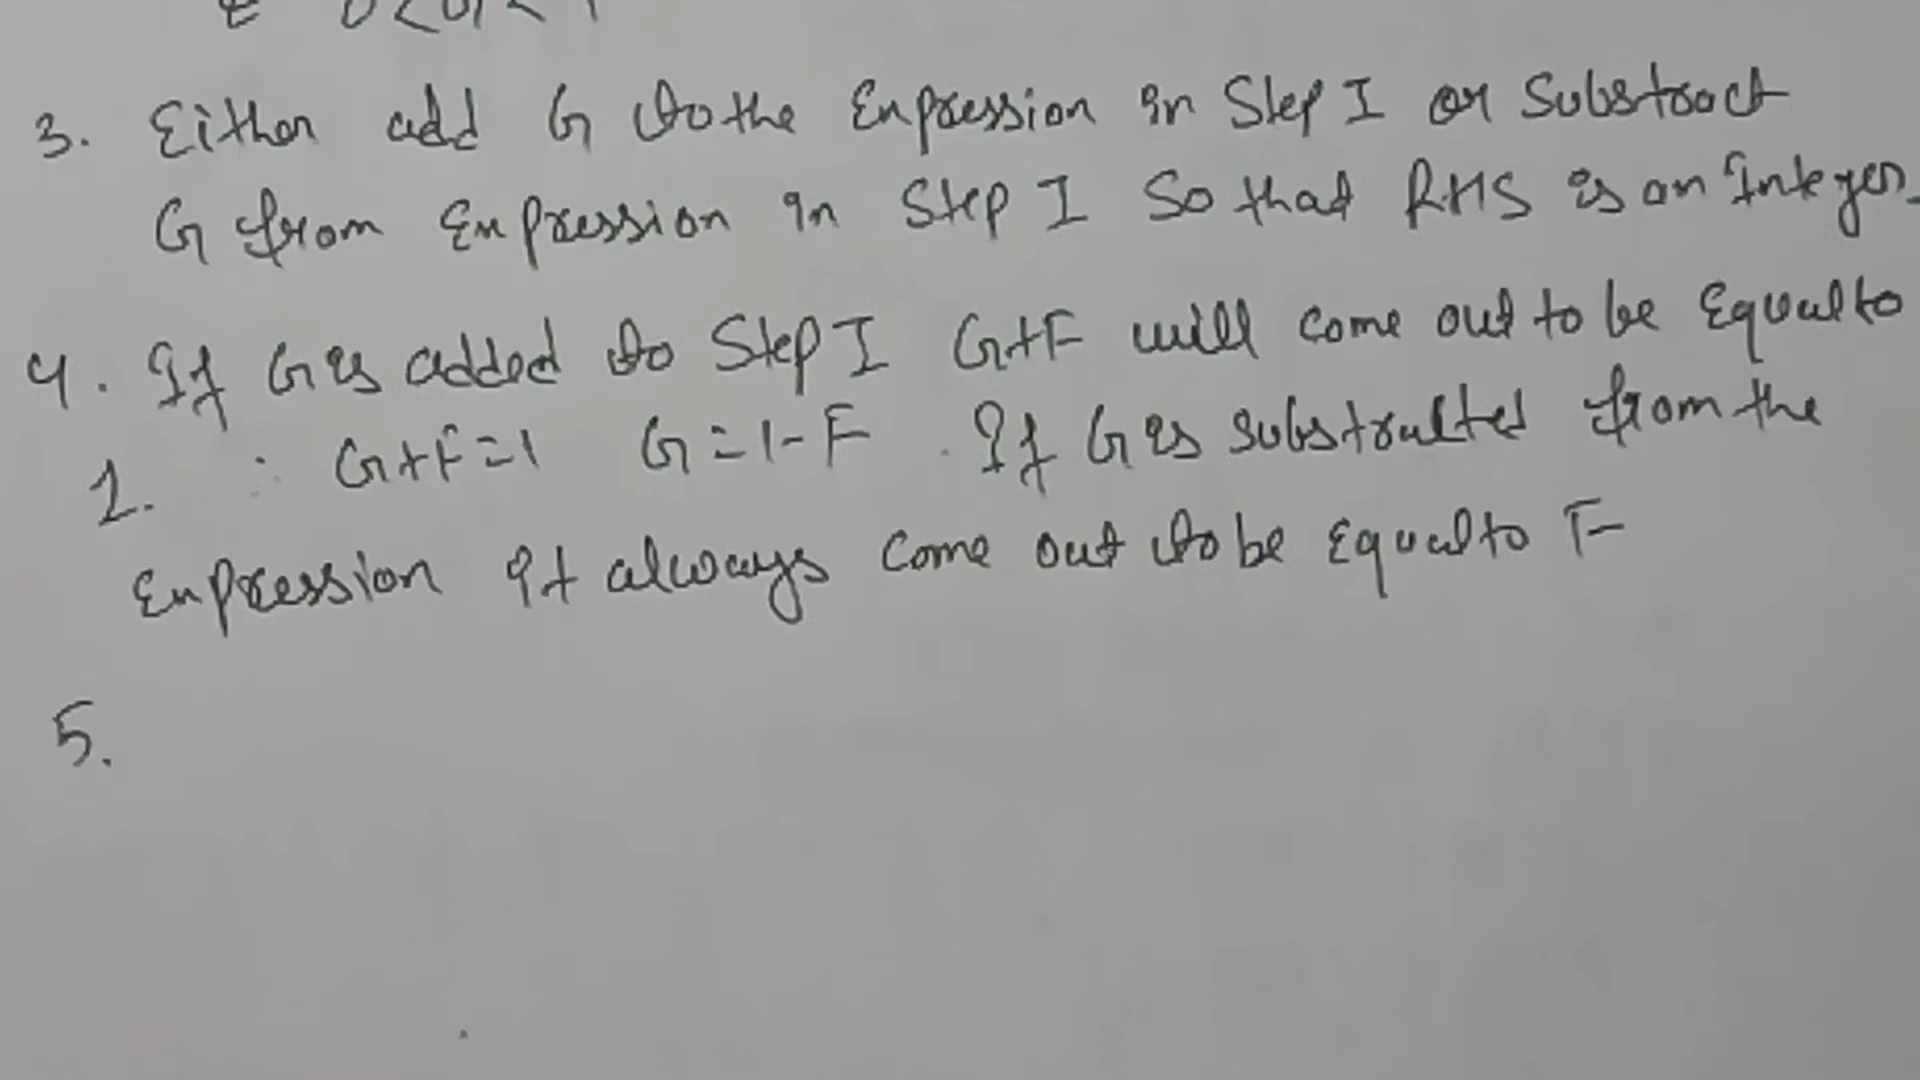 & 0<G<1
3. Either add G to the Expression in Step I or Substract
G from Expression in Step I So that RHS is an Integer.
4. If G is added to Step I G+F will come out to be Equal to
1. ∴ G+F=1 G=1-F. If G is substracted from the
Expression it always come out to be Equal to F
5.